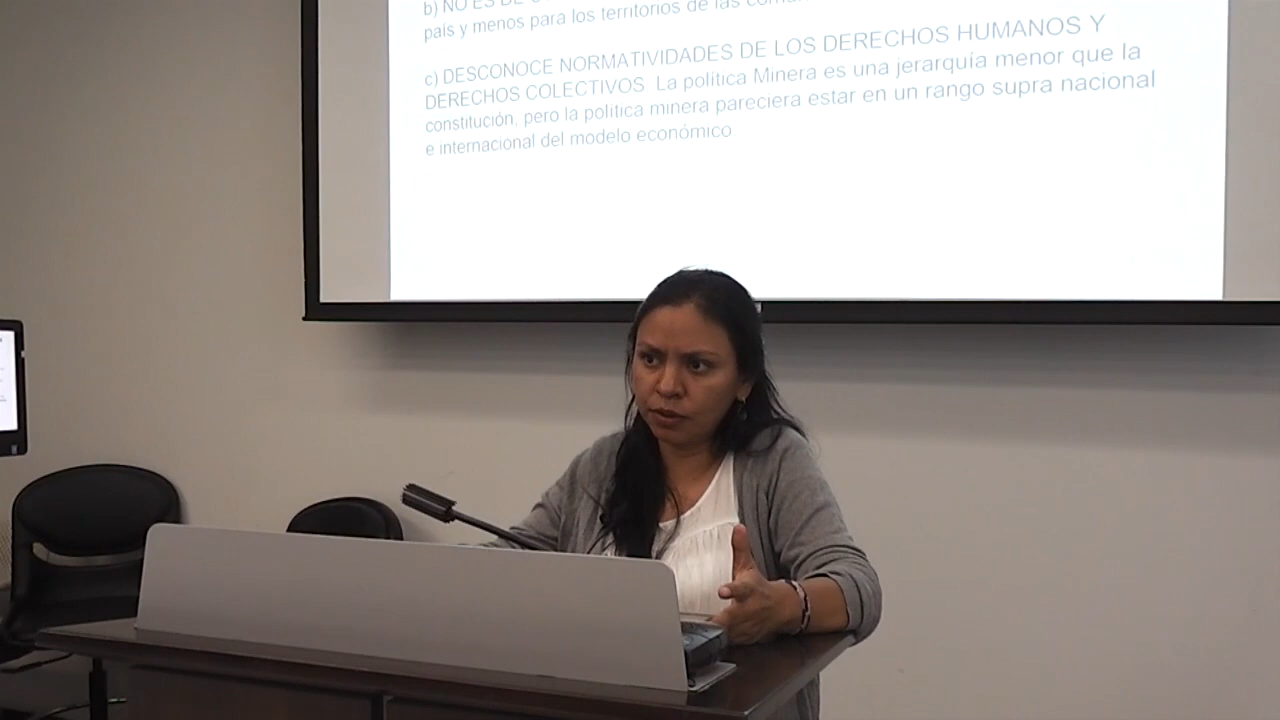 b) NO ES DE
país y menos para los territorios de las
c) DESCONOCE NORMATIVIDADES DE LOS DERECHOS HUMANOS Y
DERECHOS COLECTIVOS La política Minera es una jerarquía menor que la
constitución, pero la política minera pareciera estar en un rango supra nacional
e internacional del modelo económico